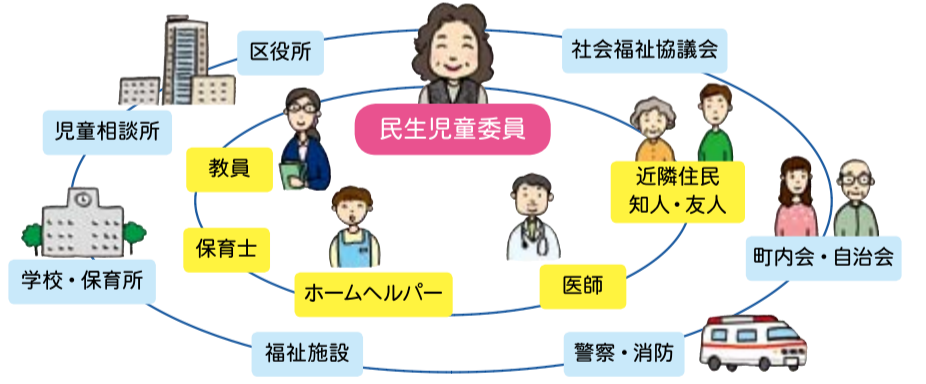 区役所
社会福祉協議会
児童相談所
民生児童委員
教員
近隣住民
知人・友人
保育士
町内会・自治会
学校・保育所
ホームヘルパー
医師
福祉施設
警察・消防